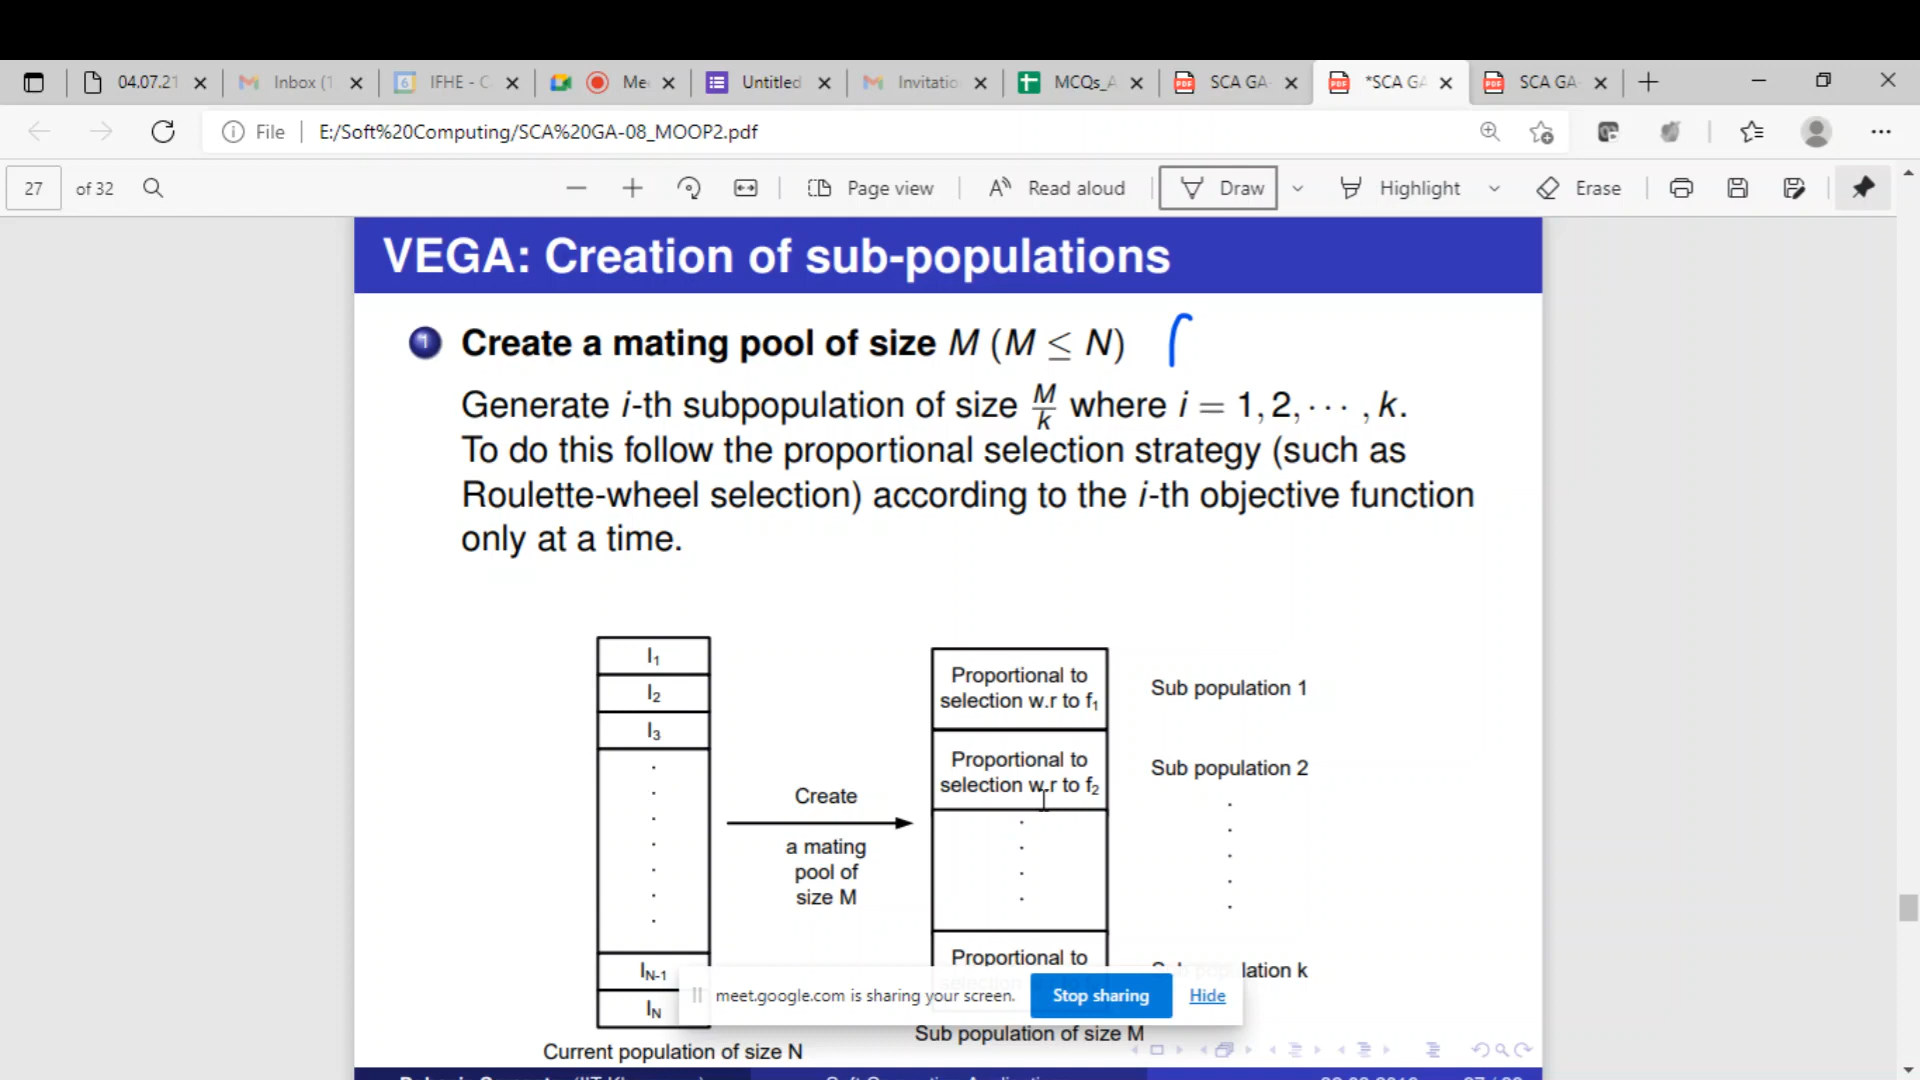 04.07.21
Inbox (1
IFHE - C
Me
Untitled
Invitatio
MCQs_A
SCA GA-
*SCA GA
SCA GA-
File
E:/Soft%20Computing/SCA%20GA-08_MOOP2.pdf
27 of 32
Page view
Read aloud
Draw
Highlight
Erase
VEGA: Creation of sub-populations
1 Create a mating pool of size M (M ≤ N)
Generate i-th subpopulation of size M/k where i = 1, 2, · · · , k.
To do this follow the proportional selection strategy (such as
Roulette-wheel selection) according to the i-th objective function
only at a time.
I1
I2
I3
IN-1
IN
Current population of size N
Create
a mating
pool of
size M
Proportional to
selection w.r to f1
Proportional to
selection w.r to f2
Proportional to
Sub population of size M
Sub population 1
Sub population 2
lation k
meet.google.com is sharing your screen.
Stop sharing
Hide